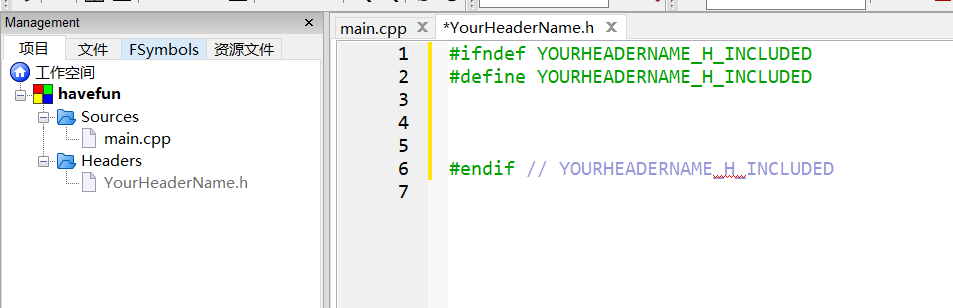 Management
项目 文件 FSymbols 资源文件
工作空间
havefun
Sources
main.cpp
Headers
YourHeaderName.h
main.cpp *YourHeaderName.h
1 #ifndef YOURHEADERNAME_H_INCLUDED
2 #define YOURHEADERNAME_H_INCLUDED
3
4
5
6 #endif // YOURHEADERNAME_H_INCLUDED
7